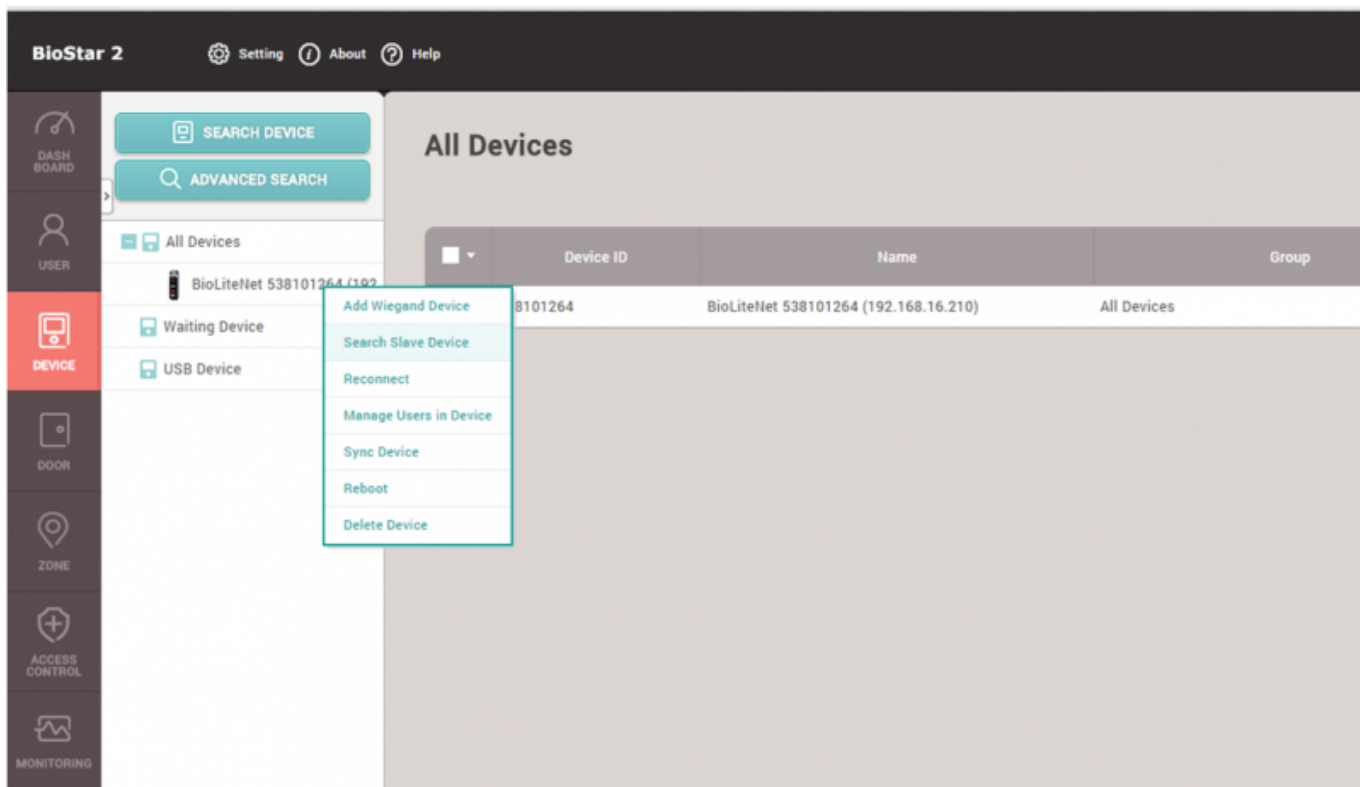 BioStar 2
Setting
About
Help
DASH
BOARD
USER
DEVICE
DOOR
ZONE
ACCESS
CONTROL
MONITORING
SEARCH DEVICE
ADVANCED SEARCH
All Devices
BioLiteNet 538101264 (192
Waiting Device
USB Device
Add Wiegand Device
Search Slave Device
Reconnect
Manage Users in Device
Sync Device
Reboot
Delete Device
All Devices
Device ID Name Group
8101264 BioLiteNet 538101264 (192.168.16.210) All Devices